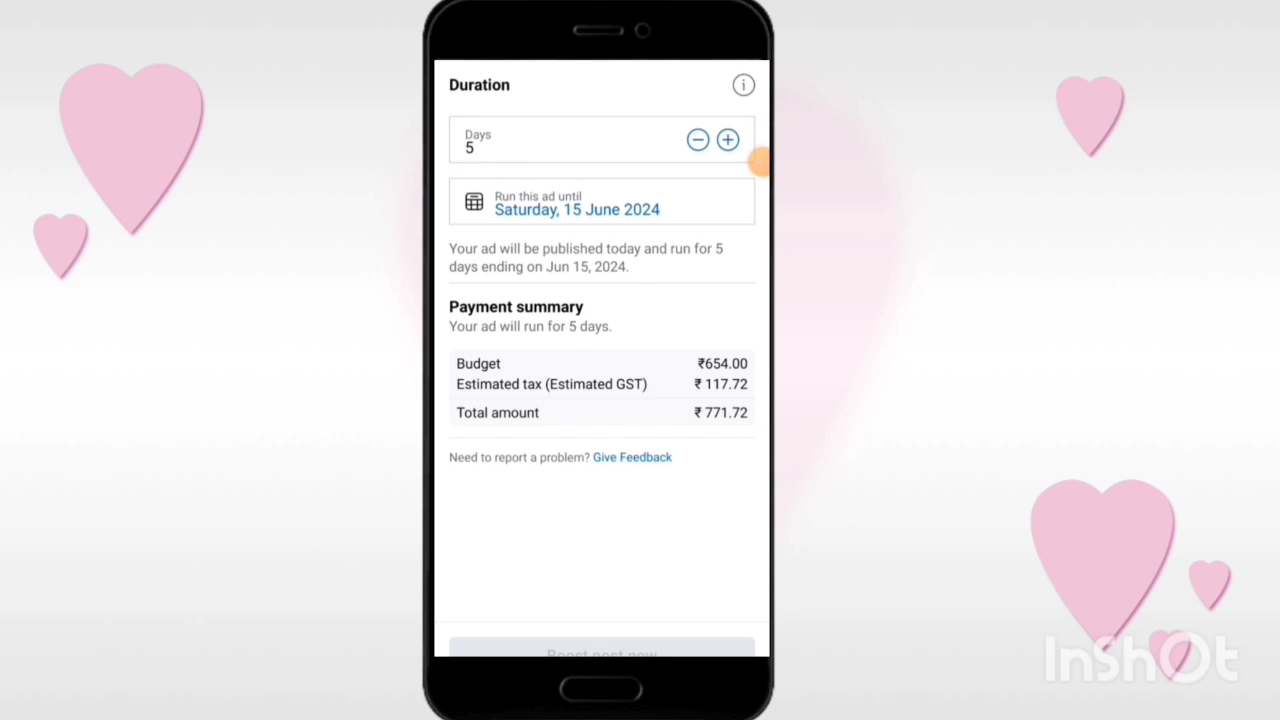 Duration
Days
5
Run this ad until
Saturday, 15 June 2024
Your ad will be published today and run for 5
days ending on Jun 15, 2024.
Payment summary
Your ad will run for 5 days.
Budget ₹654.00
Estimated tax (Estimated GST) ₹ 117.72
Total amount ₹ 771.72
Need to report a problem? Give Feedback
Boost post now
InShOt